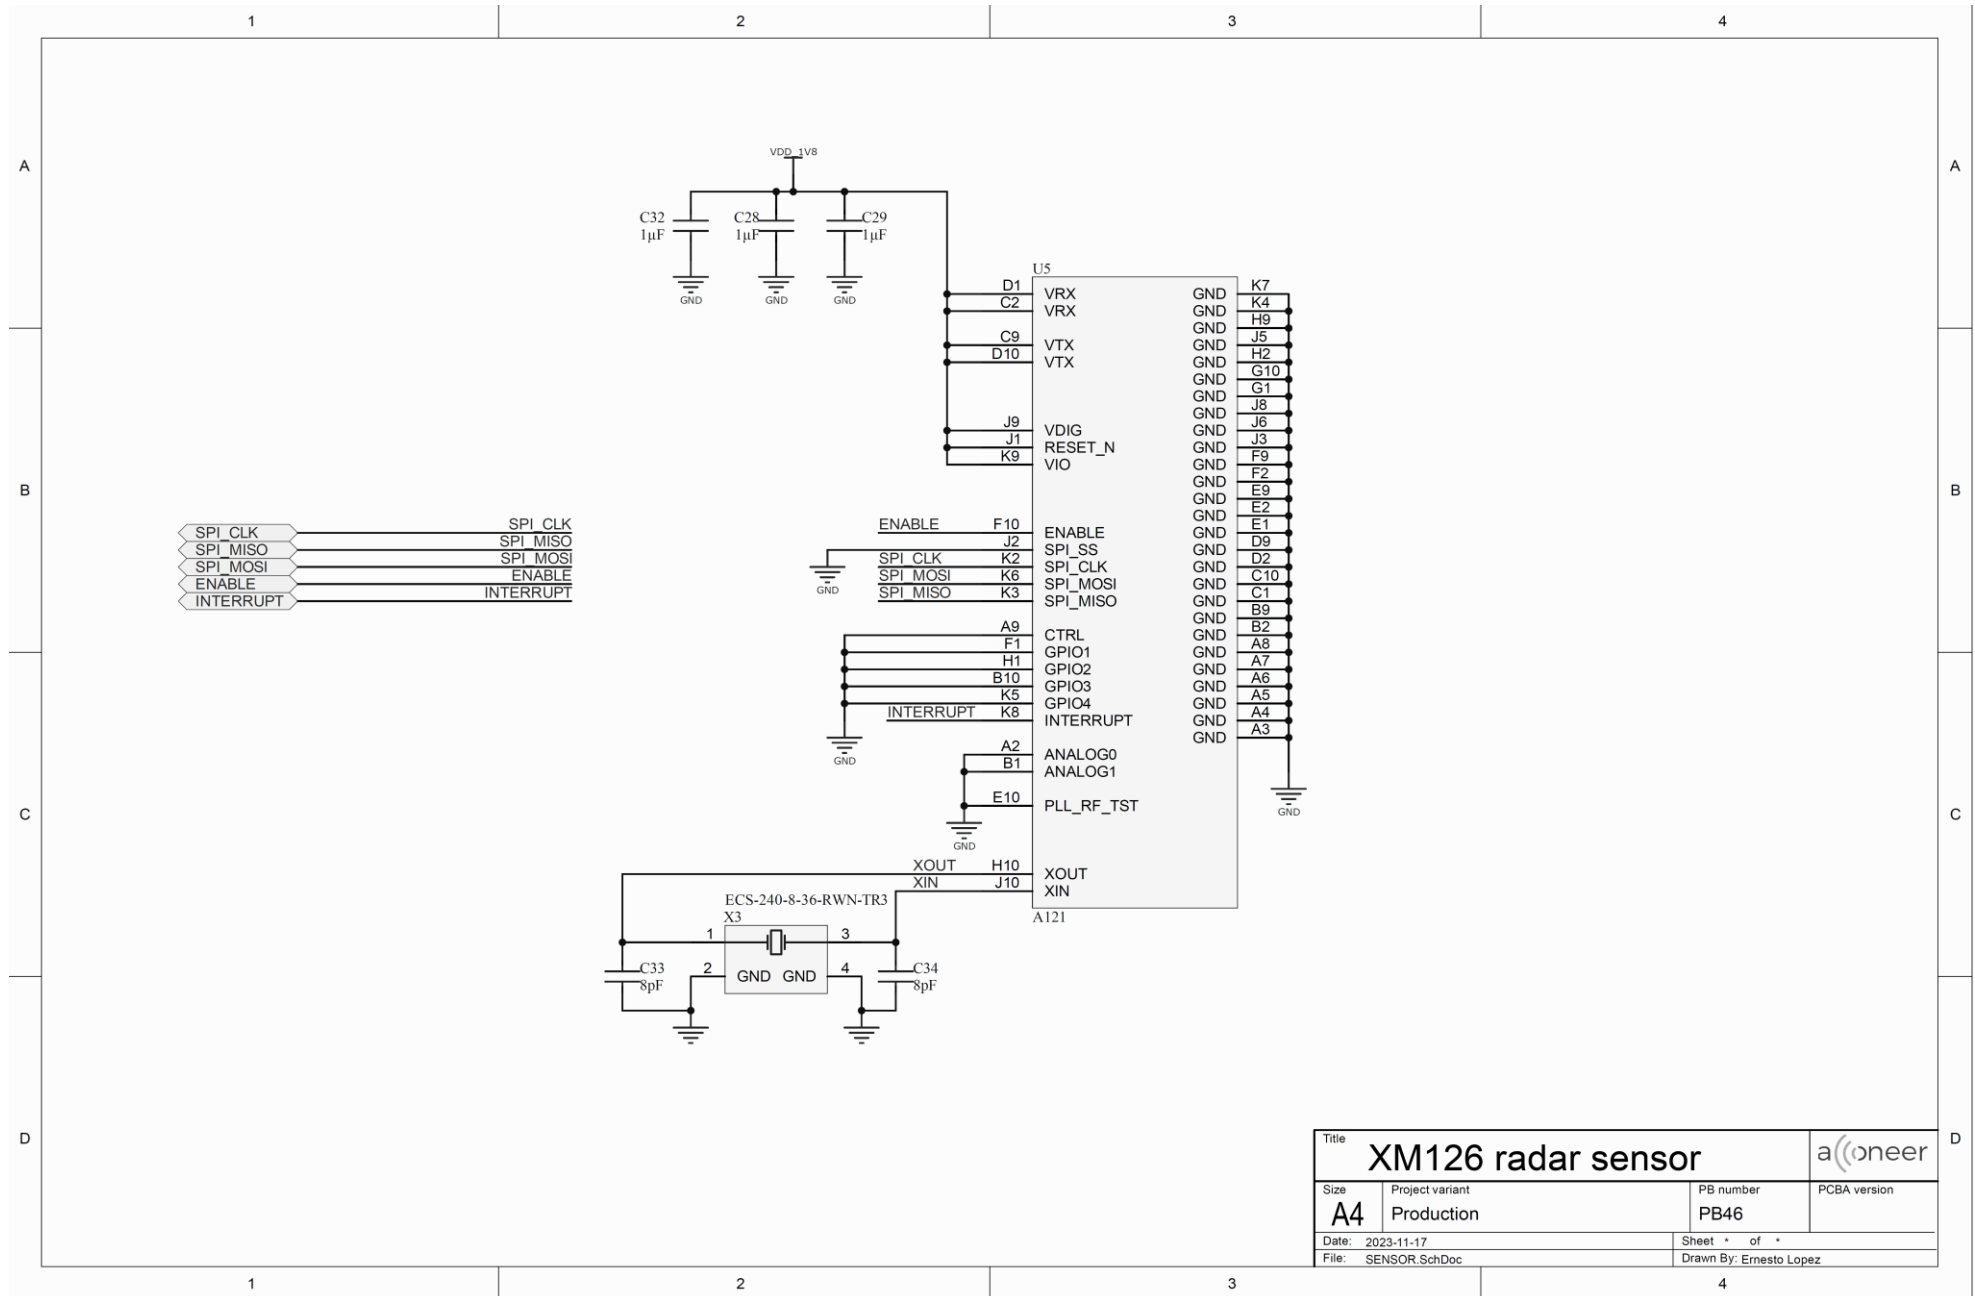 1 2 3 4
A A
VDD_1V8
C32 C28 C29
1µF 1µF 1µF
GND GND GND
U5
D1 VRX GND K7
C2 VRX GND K4
GND H9
C9 VTX GND J5
D10 VTX GND H2
GND G10
GND G1
GND J8
J9 VDIG GND J6
J1 RESET_N GND J3
K9 VIO GND F9
GND F2
B GND E9 B
GND E2
SPI_CLK SPI_CLK ENABLE F10 ENABLE GND E1
SPI_MISO SPI_MISO J2 SPI_SS GND D9
SPI_MOSI SPI_MOSI SPI_CLK K2 SPI_CLK GND D2
ENABLE ENABLE GND SPI_MOSI K6 SPI_MOSI GND C10
INTERRUPT INTERRUPT SPI_MISO K3 SPI_MISO GND C1
GND B9
A9 CTRL GND B2
F1 GPIO1 GND A8
H1 GPIO2 GND A7
B10 GPIO3 GND A6
K5 GPIO4 GND A5
INTERRUPT K8 INTERRUPT GND A4
GND A3
GND
A2 ANALOG0
B1 ANALOG1
E10 PLL_RF_TST
C GND C
GND
XOUT H10 XOUT
XIN J10 XIN
ECS-240-8-36-RWN-TR3
X3 A121
1 3
C33 2 GND GND 4 C34
8pF 8pF
D D
Title
XM126 radar sensor
acconeer
Size Project variant PB number PCBA version
A4 Production PB46
Date: 2023-11-17 Sheet * of *
File: SENSOR.SchDoc Drawn By: Ernesto Lopez
1 2 3 4